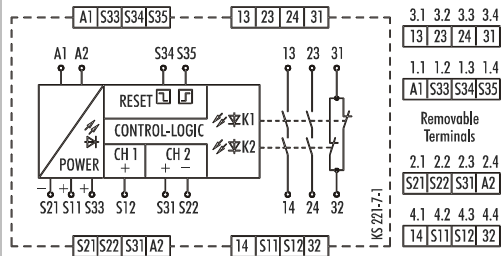 A1 S33 S34 S35 13 23 24 31
A1 A2 S34 S35 13 23 31
RESET
CONTROL-LOGIC
K1
K2
POWER
CH 1 CH 2
+ + -
- + +
S21 S11 S33 S12 S31 S22 14 24 32
S21 S22 S31 A2 14 S11 S12 32
KS 221-7-1
3.1 3.2 3.3 3.4
13 23 24 31
1.1 1.2 1.3 1.4
A1 S33 S34 S35
Removable
Terminals
2.1 2.2 2.3 2.4
S21 S22 S31 A2
4.1 4.2 4.3 4.4
14 S11 S12 32